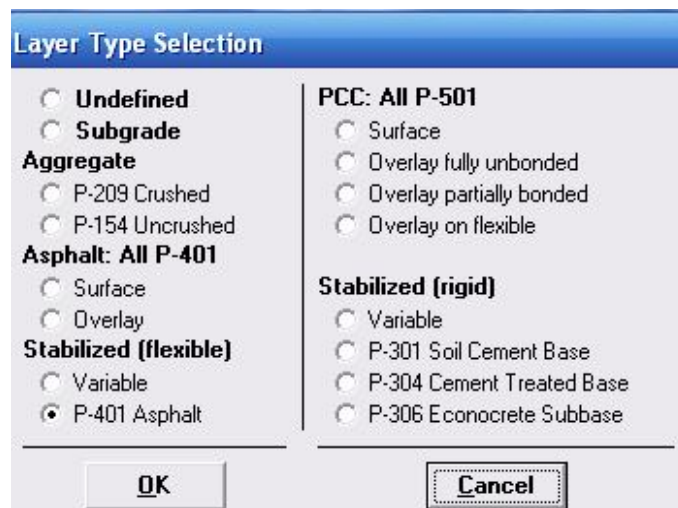 Layer Type Selection
Undefined
Subgrade
Aggregate
P-209 Crushed
P-154 Uncrushed
Asphalt: All P-401
Surface
Overlay
Stabilized (flexible)
Variable
P-401 Asphalt
PCC: All P-501
Surface
Overlay fully unbonded
Overlay partially bonded
Overlay on flexible
Stabilized (rigid)
Variable
P-301 Soil Cement Base
P-304 Cement Treated Base
P-306 Econocrete Subbase
OK
Cancel